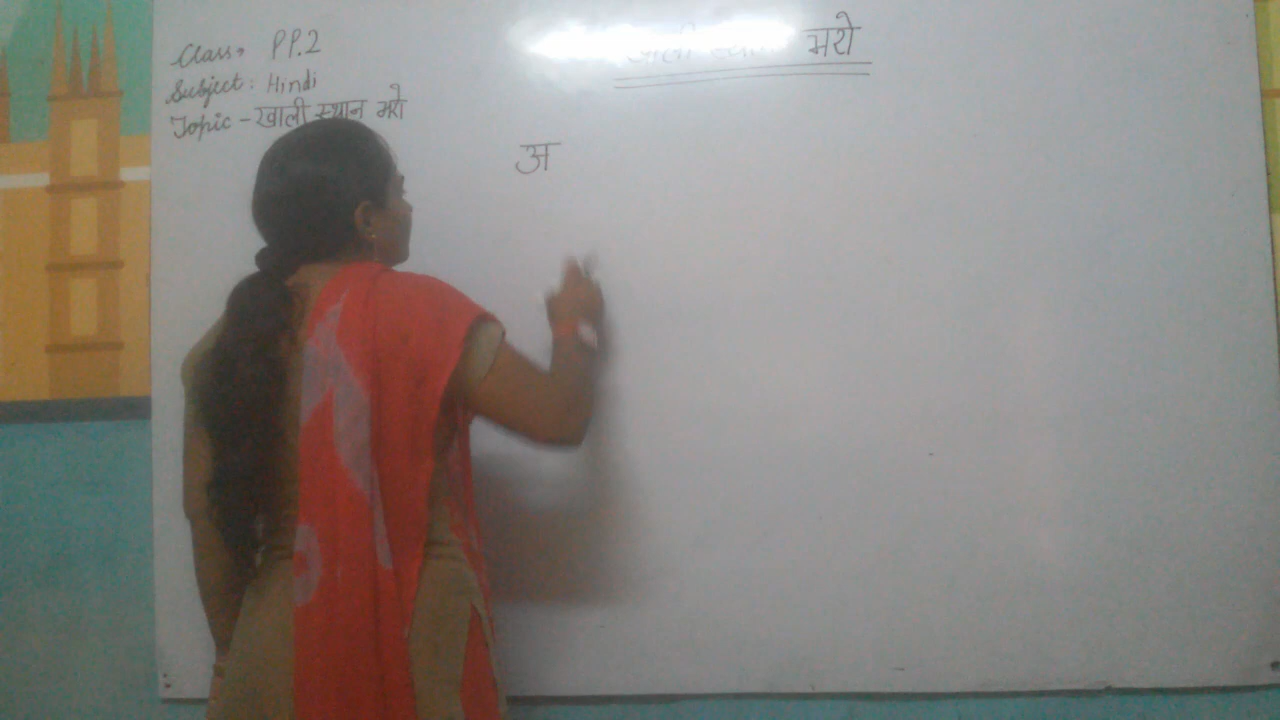 Class→ PP.2
Subject: Hindi
Topic - खाली स्थान भरो
खाली स्थान भरो
अ